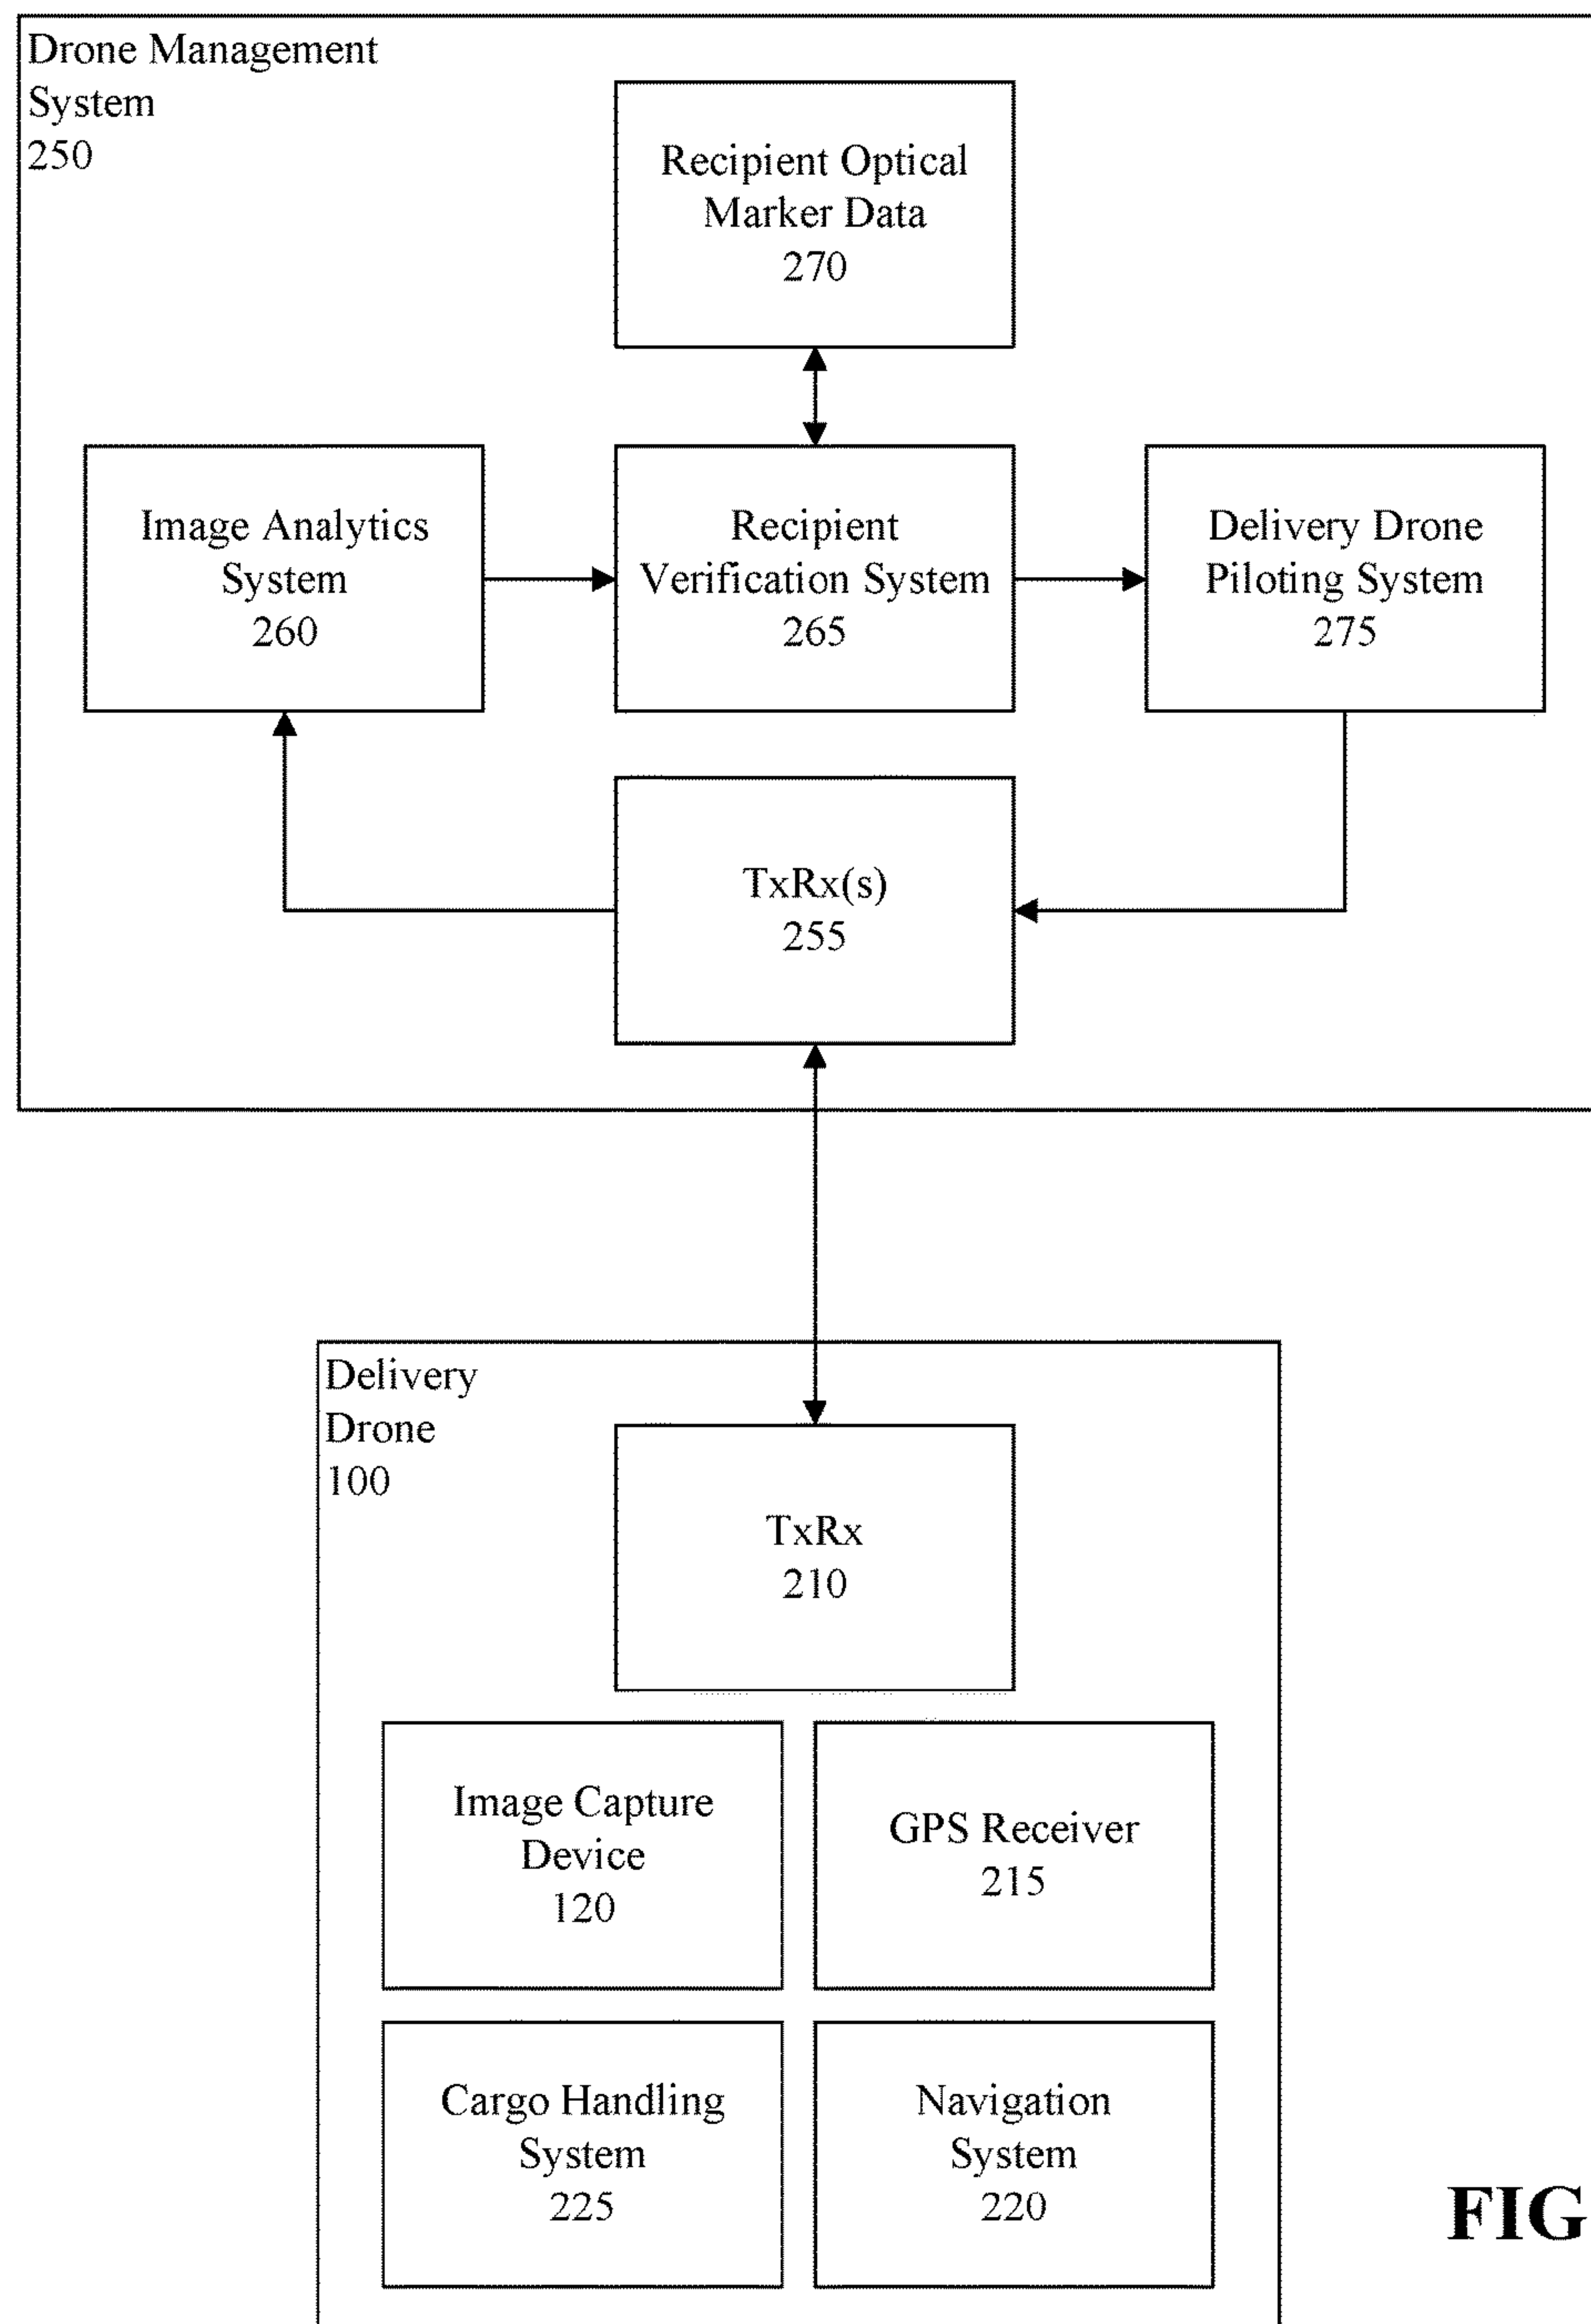 Drone Management
System
250
Recipient Optical
Marker Data
270
Image Analytics
System
260
Recipient
Verification System
265
Delivery Drone
Piloting System
275
TxRx(s)
255
Delivery
Drone
100
TxRx
210
Image Capture
Device
120
GPS Receiver
215
Cargo Handling
System
225
Navigation
System
220
FIG